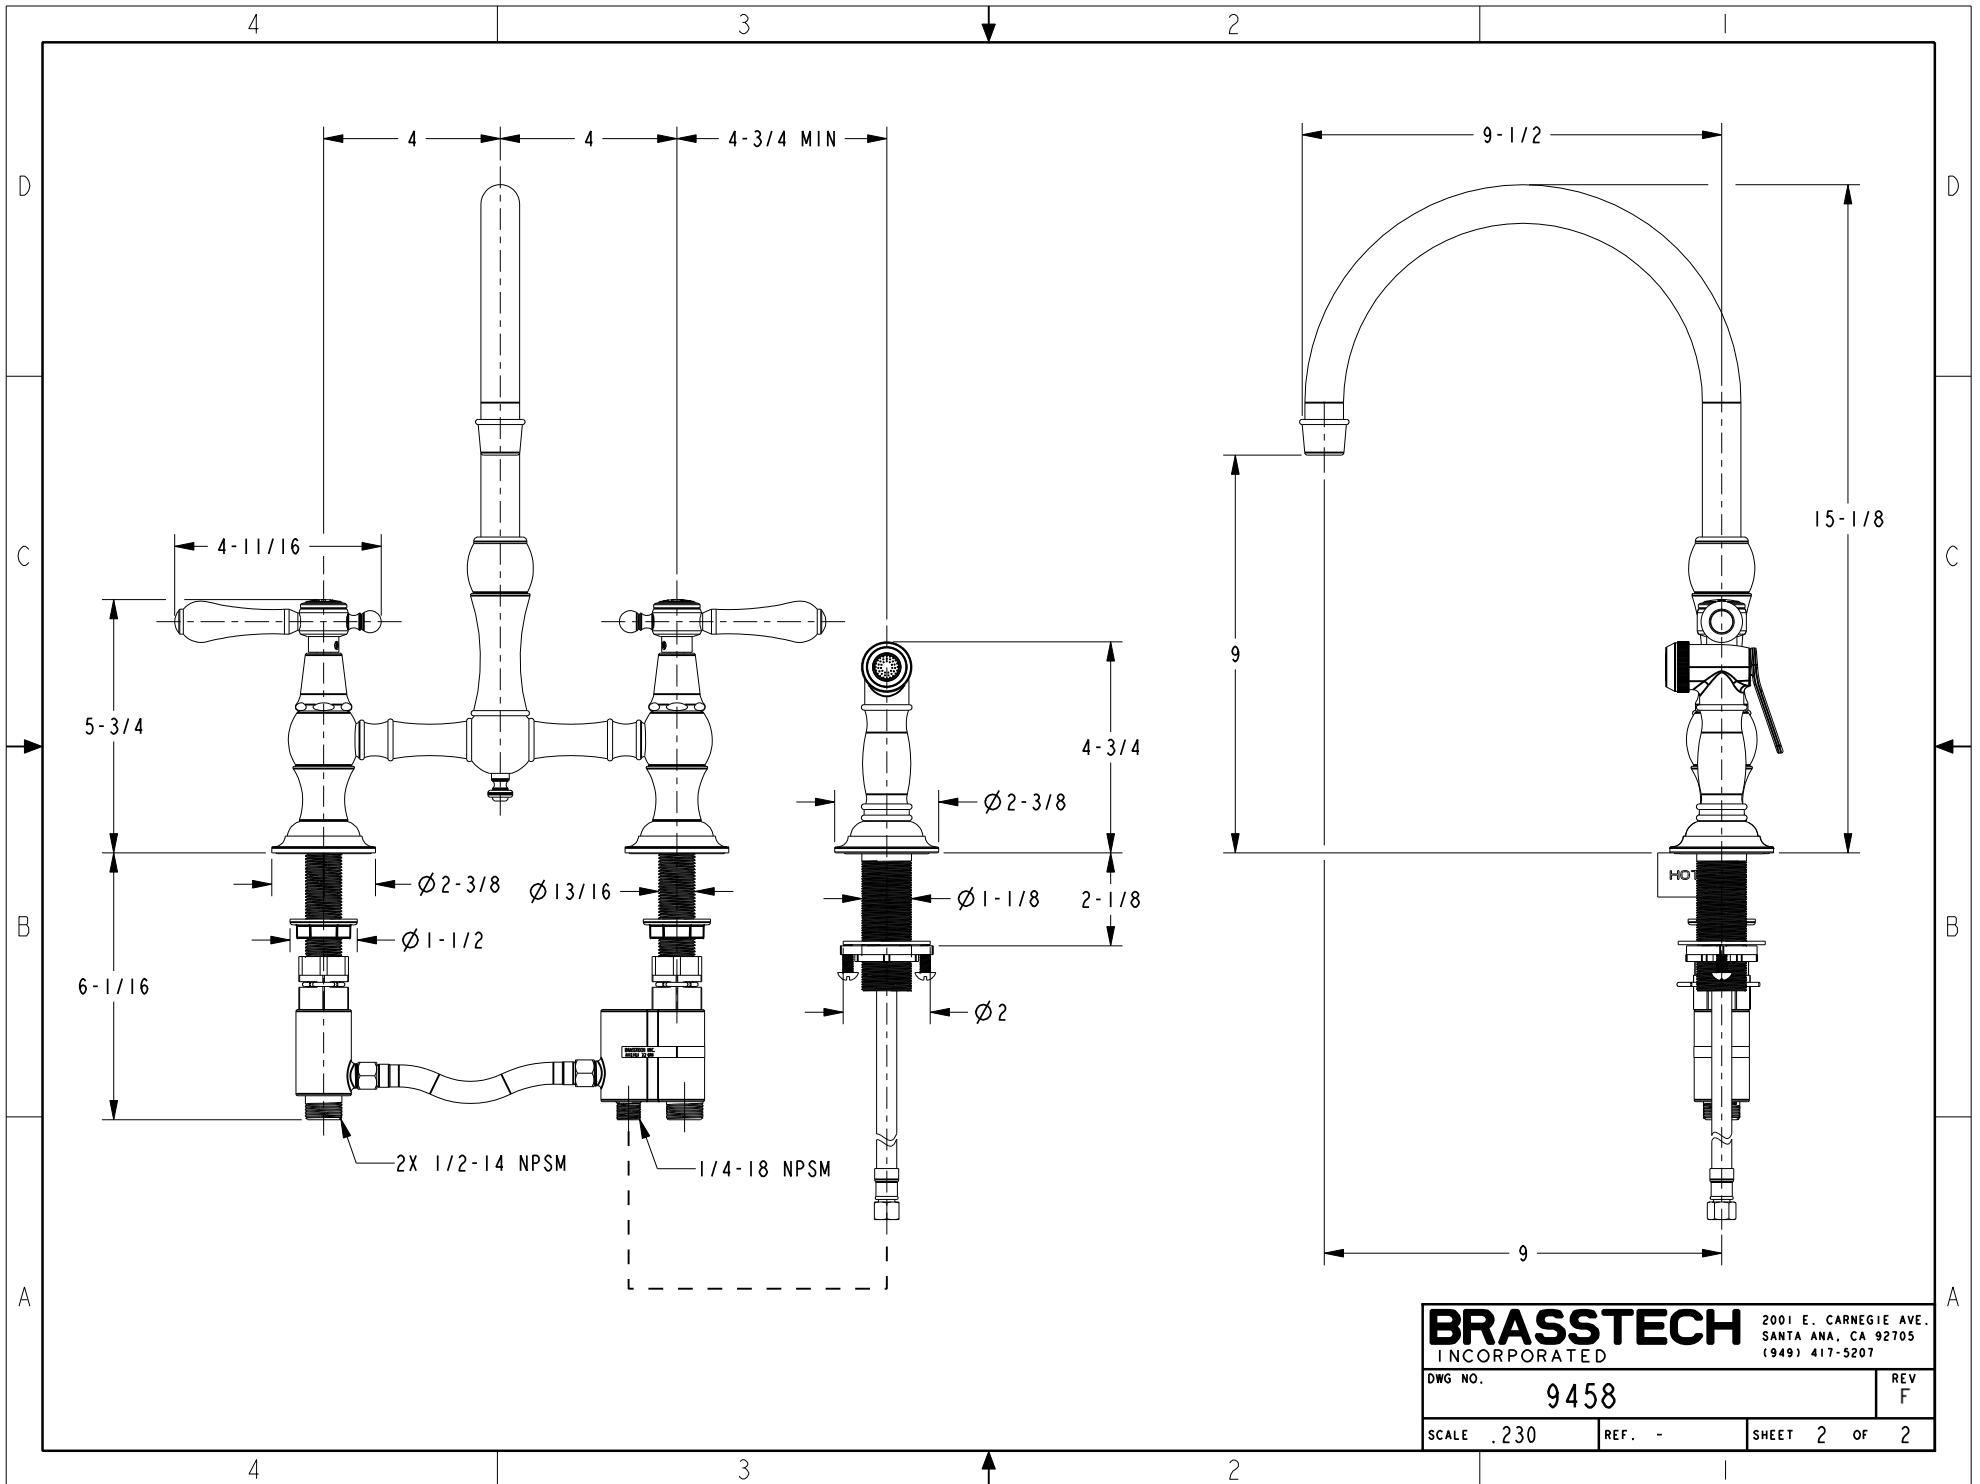 4 3 2 1
D
D
4
4
4-3/4 MIN
9-1/2
15-1/8
C
C
4-11/16
9
5-3/4
4-3/4
Ø2-3/8
Ø2-3/8
Ø13/16
Ø1-1/8
2-1/8
HOT
B
B
Ø1-1/2
6-1/16
Ø2
BRASSTECH INC.
2X 1/2-14 NPSM
1/4-18 NPSM
9
A
A
BRASSTECH
INCORPORATED
2001 E. CARNEGIE AVE.
SANTA ANA, CA 92705
(949) 417-5207
DWG NO.
9458
REV
F
SCALE .230
REF. -
SHEET 2 OF 2
4 3 2 1